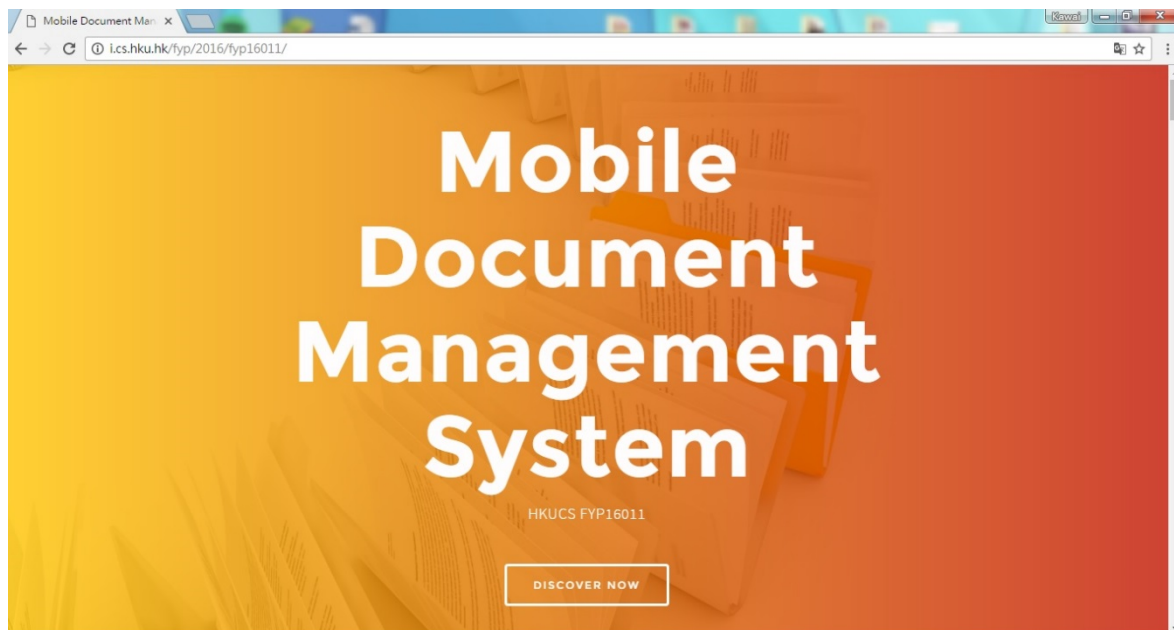 Mobile Document Man
Kawai
i.cs.hku.hk/fyp/2016/fyp16011/
Mobile
Document
Management
System
HKUCS FYP16011
DISCOVER NOW